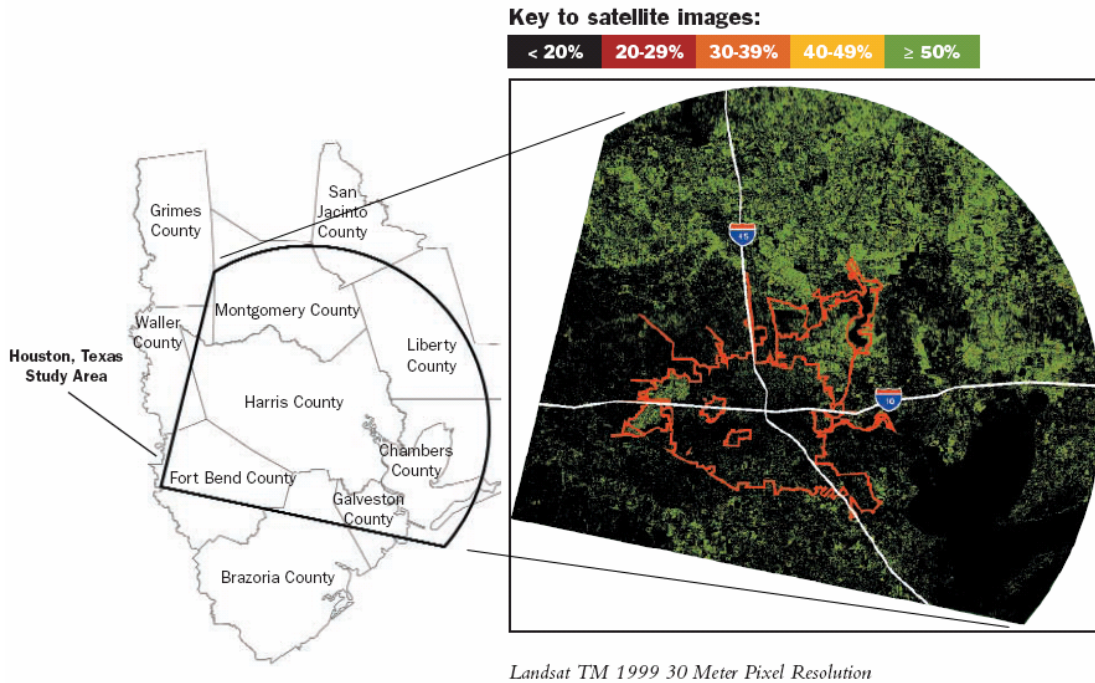 Key to satellite images:
< 20% 20-29% 30-39% 40-49% ≥ 50%
San
Jacinto
County
Grimes
County
45
Montgomery County
Waller
County
Liberty
County
Houston, Texas
Study Area
Harris County
10
Chambers
County
Fort Bend County
Galveston
County
Brazoria County
Landsat TM 1999 30 Meter Pixel Resolution